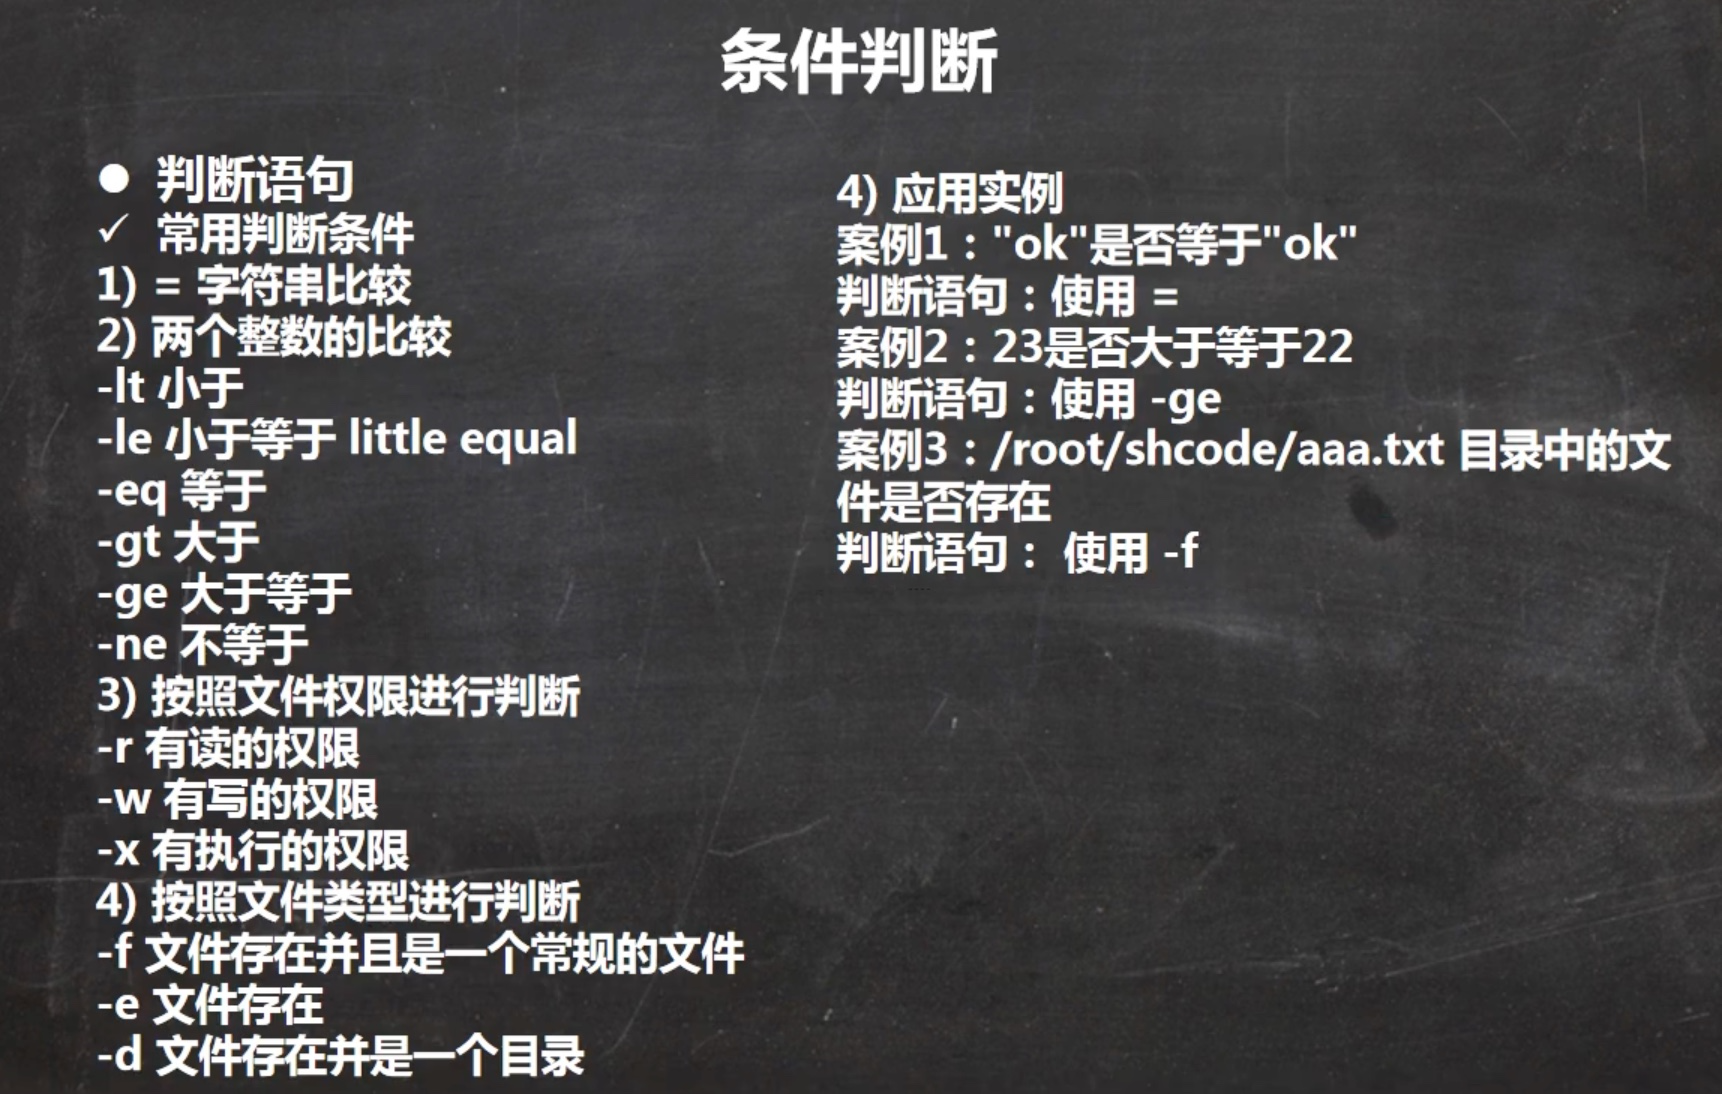 条件判断
● 判断语句
✓ 常用判断条件
1) = 字符串比较
2) 两个整数的比较
-lt 小于
-le 小于等于 little equal
-eq 等于
-gt 大于
-ge 大于等于
-ne 不等于
3) 按照文件权限进行判断
-r 有读的权限
-w 有写的权限
-x 有执行的权限
4) 按照文件类型进行判断
-f 文件存在并且是一个常规的文件
-e 文件存在
-d 文件存在并是一个目录
4) 应用实例
案例1："ok"是否等于"ok"
判断语句：使用 =
案例2：23是否大于等于22
判断语句：使用 -ge
案例3：/root/shcode/aaa.txt 目录中的文
件是否存在
判断语句： 使用 -f